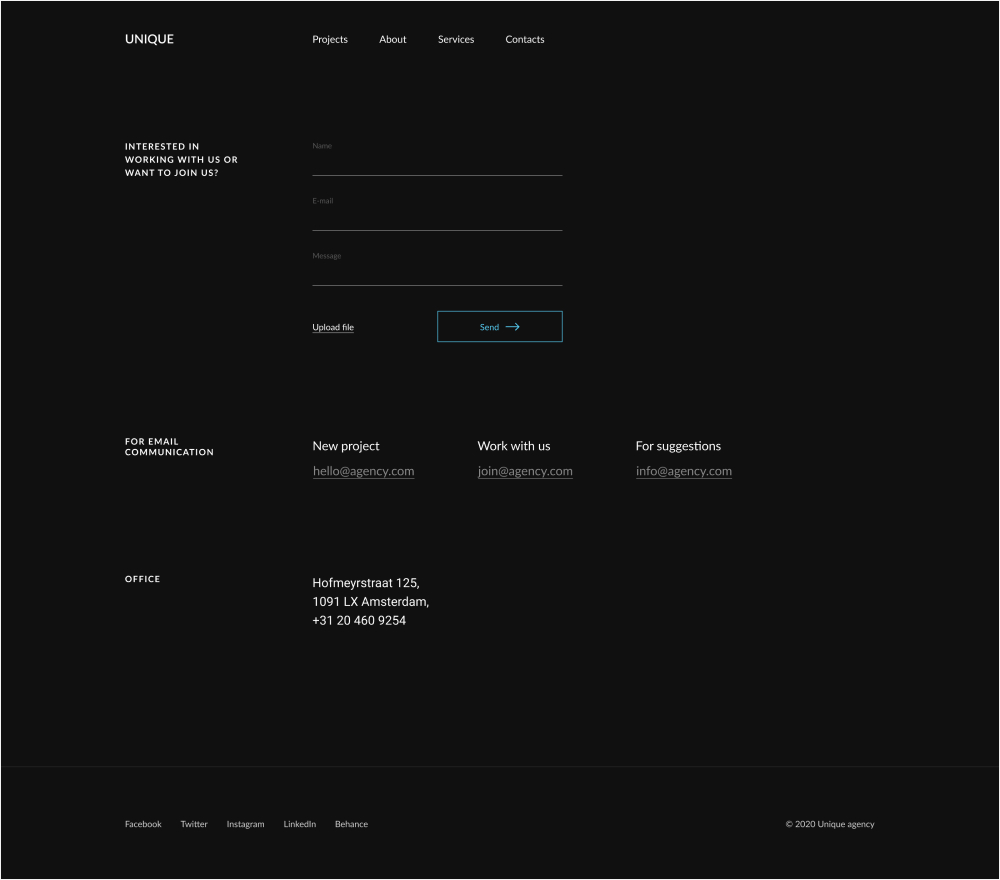 UNIQUE
Projects About Services Contacts
INTERESTED IN
WORKING WITH US OR
WANT TO JOIN US?
Name
E-mail
Message
Upload file
Send
FOR EMAIL
COMMUNICATION
New project
hello@agency.com
Work with us
join@agency.com
For suggestions
info@agency.com
OFFICE
Hofmeyrstraat 125,
1091 LX Amsterdam,
+31 20 460 9254
Facebook Twitter Instagram LinkedIn Behance
© 2020 Unique agency